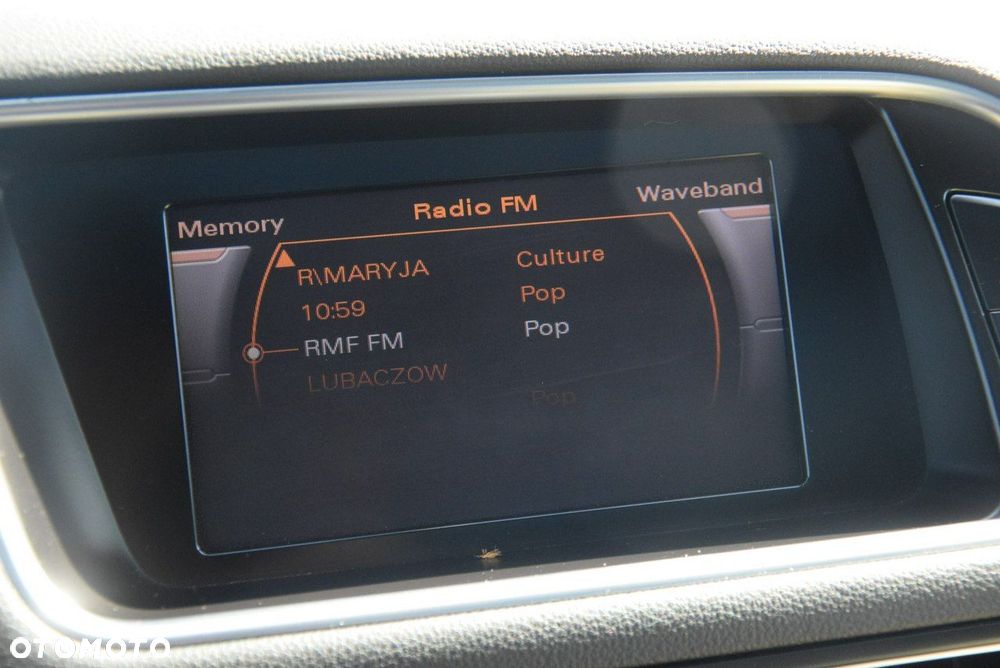 Radio FM
Memory
Waveband
R\MARYJA Culture
10:59 Pop
RMF FM Pop
LUBACZOW
Pop
OTOMOTO